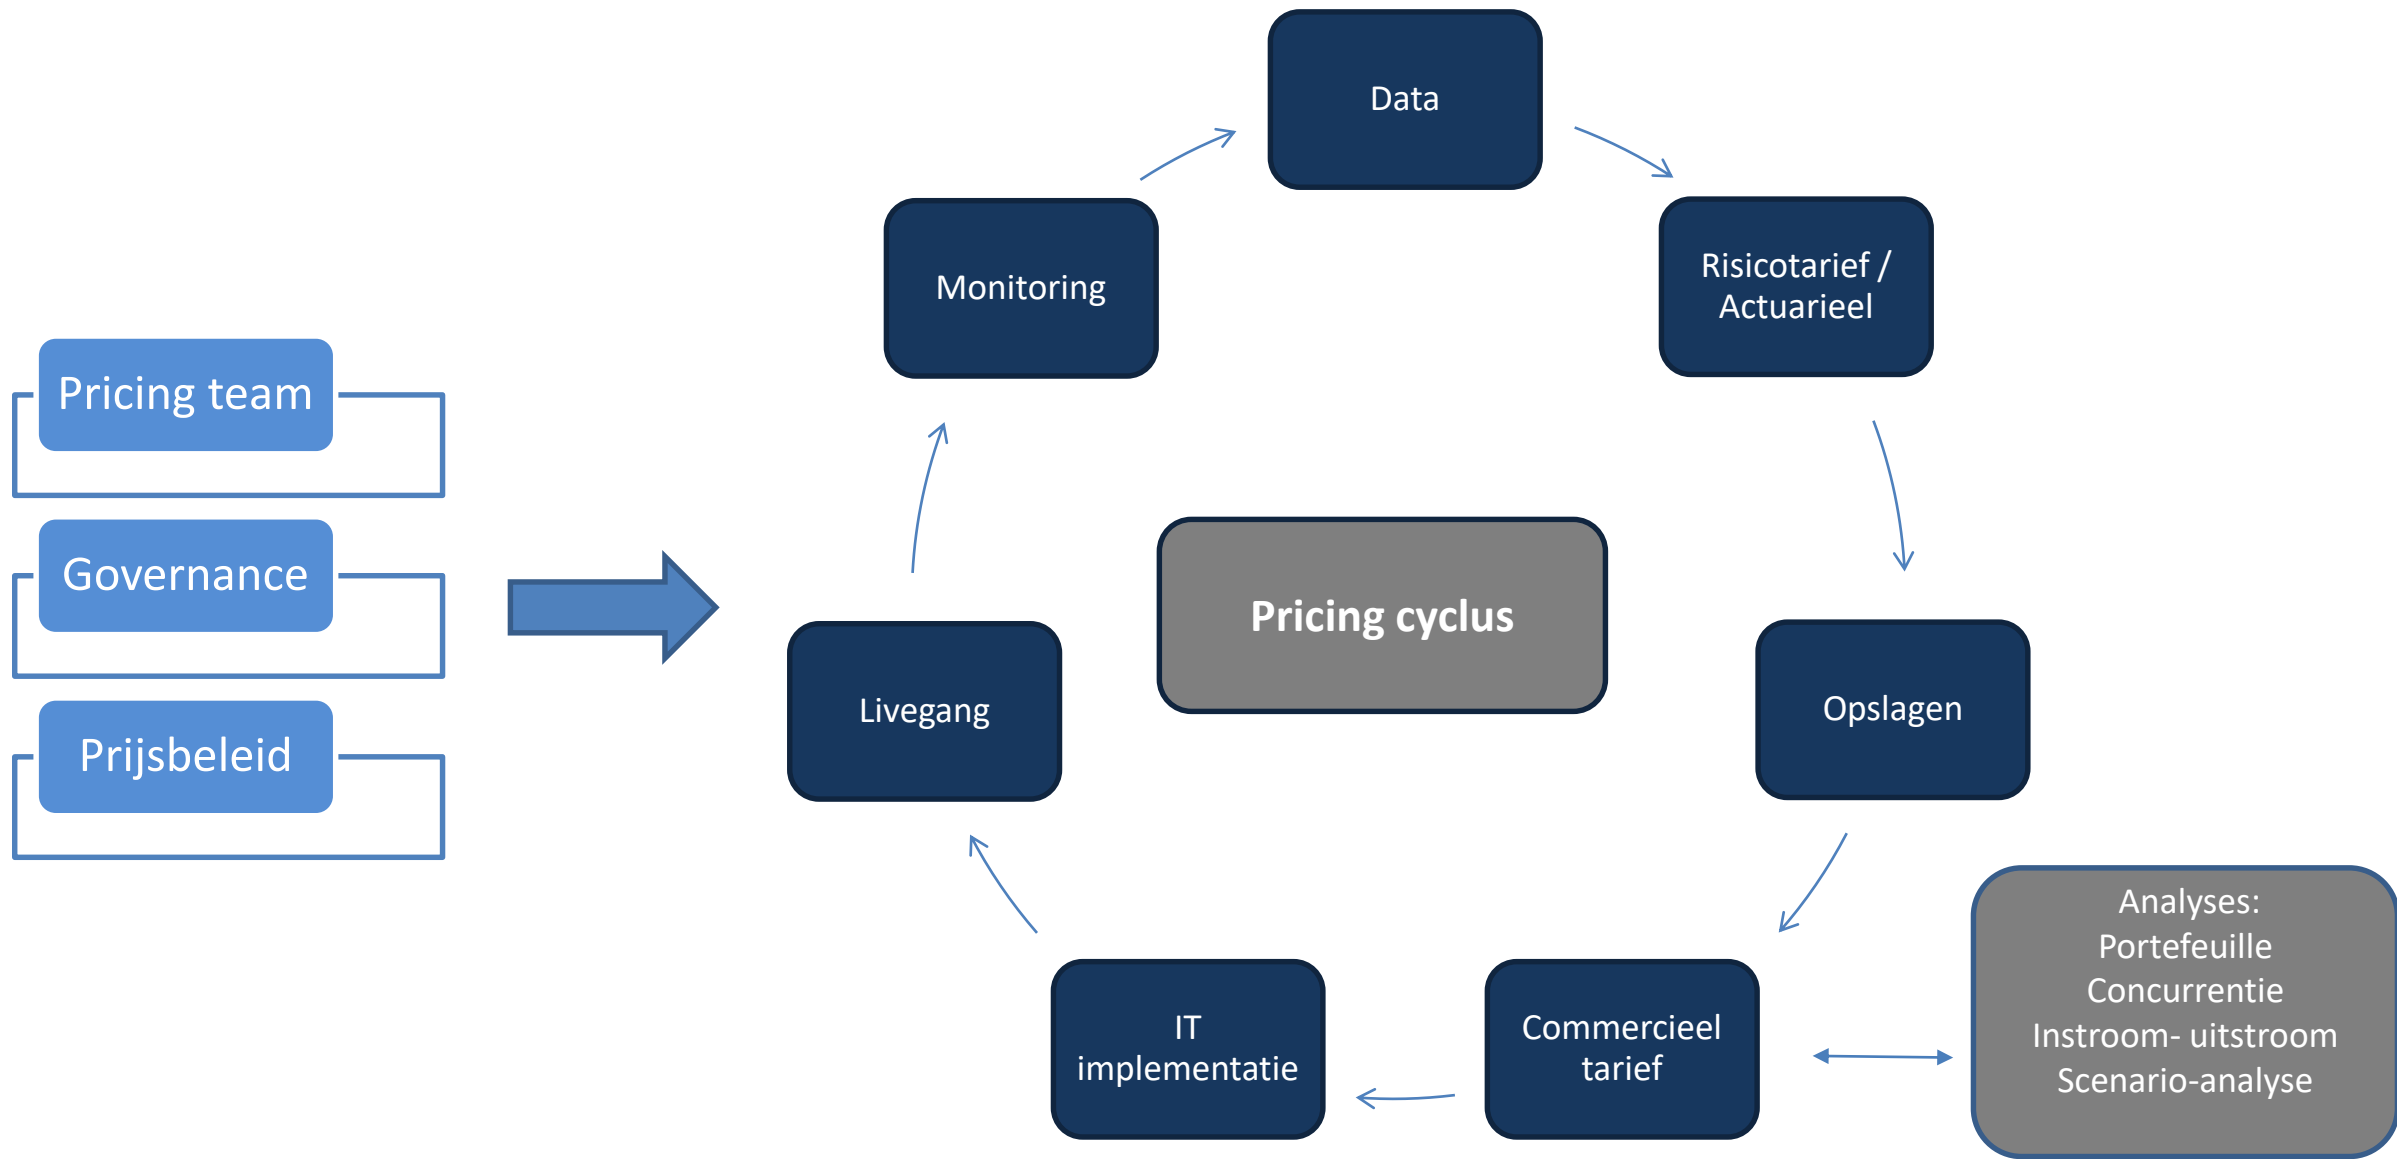 Pricing team
Governance
Prijsbeleid
Data
Risicotarief /
Actuarieel
Opslagen
Commercieel
tarief
Analyses:
Portefeuille
Concurrentie
Instroom- uitstroom
Scenario-analyse
IT
implementatie
Livegang
Monitoring
Pricing cyclus